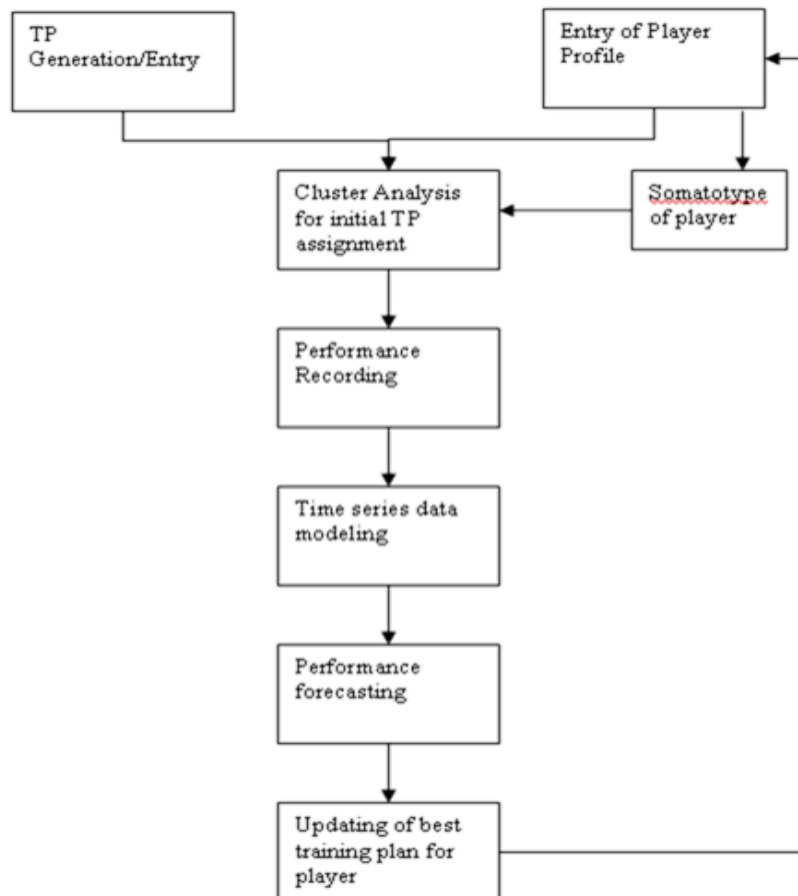 TP
Generation/Entry
Entry of Player
Profile
Cluster Analysis
for initial TP
assignment
Somatotype
of player
Performance
Recording
Time series data
modeling
Performance
forecasting
Updating of best
training plan for
player